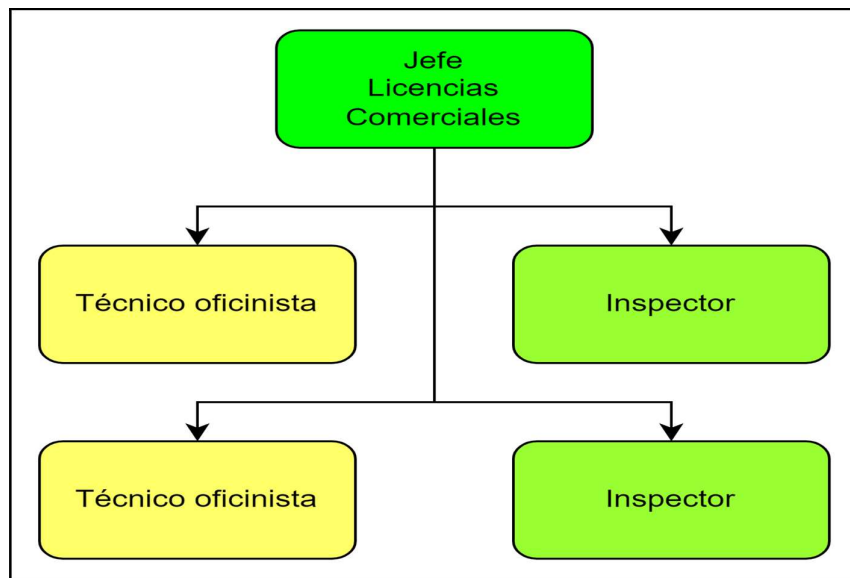 Jefe
Licencias
Comerciales
Técnico oficinista
Inspector
Técnico oficinista
Inspector